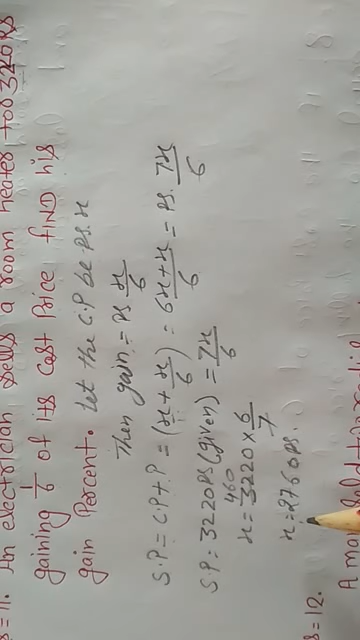 =11. An electrician sells a room heater for 3220 Rs
gaining 1/6 of its cost price. FIND his
gain percent. Let the C.P be Rs. x
Then gain = Rs x/6
S.P = C.P + P = (x + x/6) = 6x+x/6 = Rs. 7x/6
SP = 3220 Rs (given) = 7x/6
460
x = 3220 × 6/7
x = 2760 Rs.
=12. A